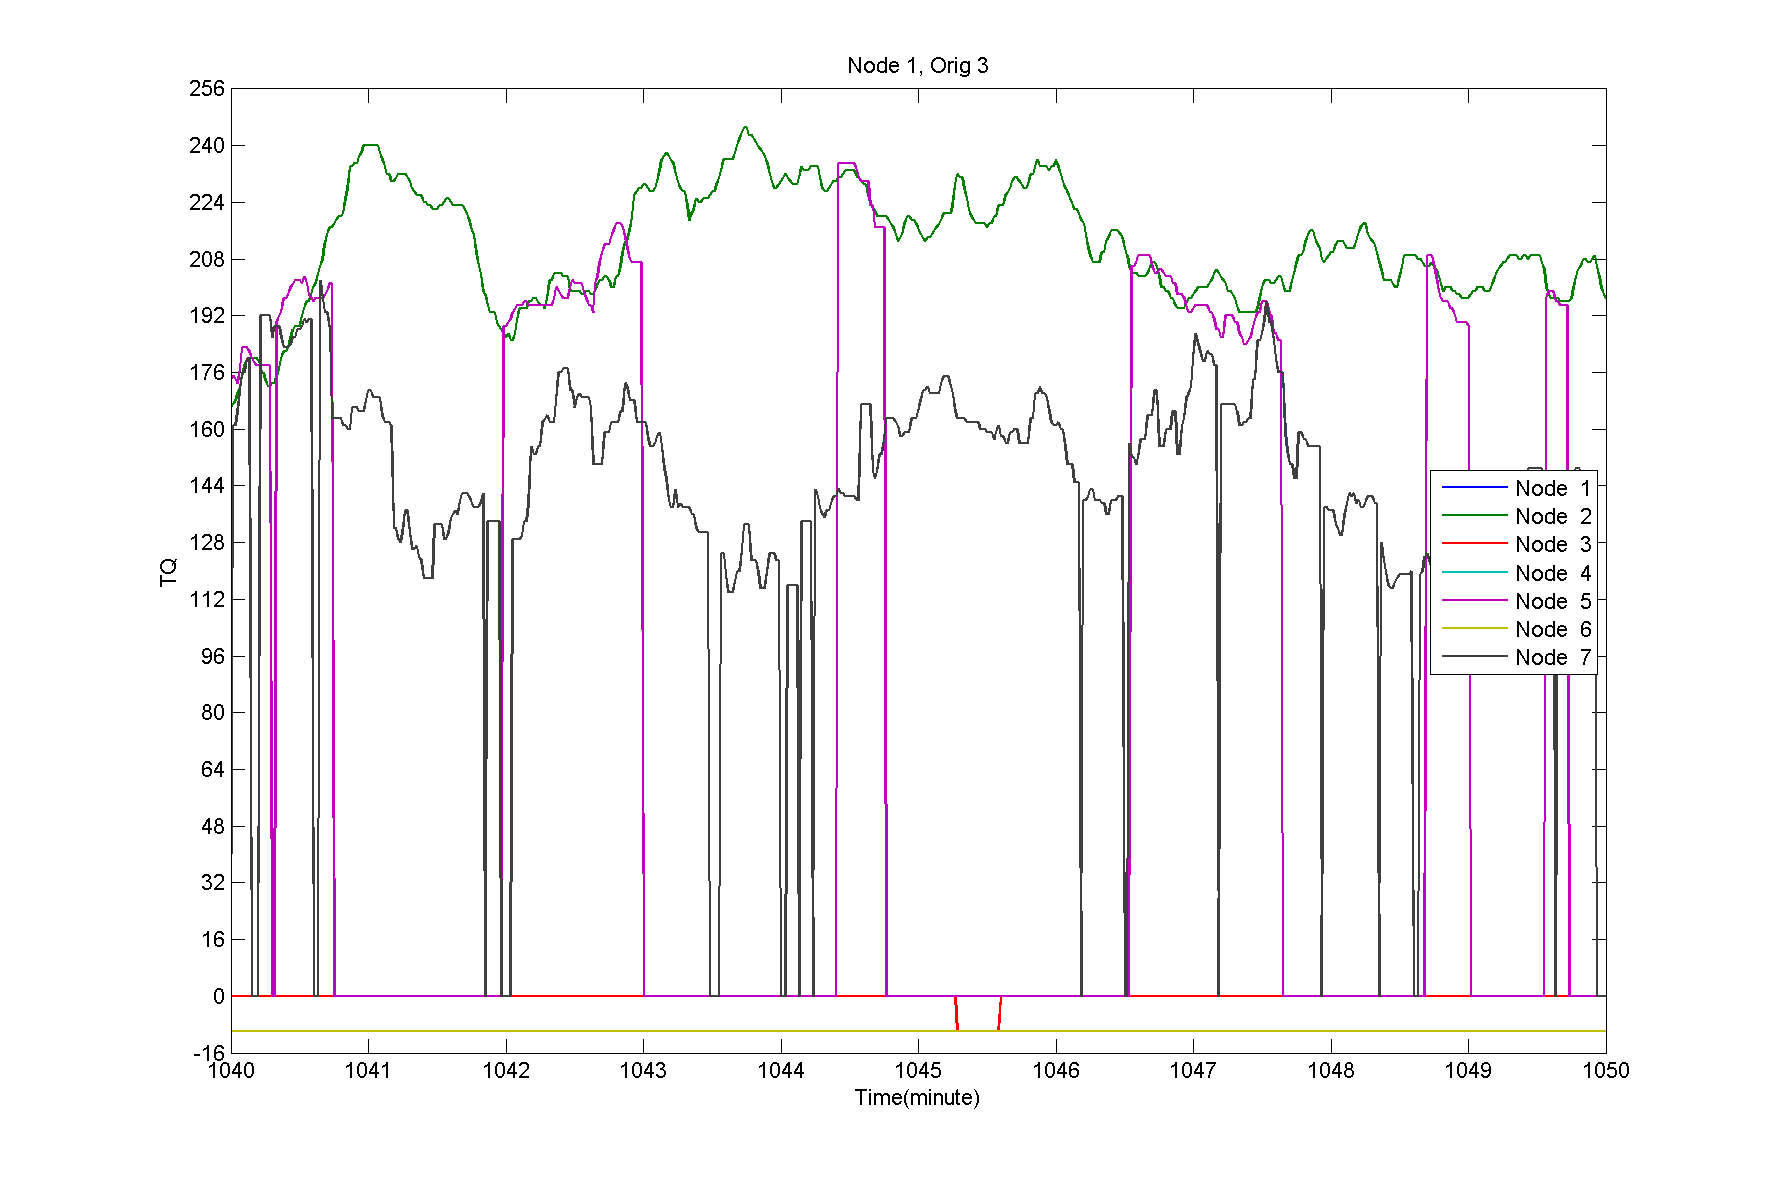 Node 1, Orig 3
256
240
224
208
192
176
160
144
128
112
96
80
64
48
32
16
0
-16
TQ
Node 1
Node 2
Node 3
Node 4
Node 5
Node 6
Node 7
1040 1041 1042 1043 1044 1045 1046 1047 1048 1049 1050
Time(minute)